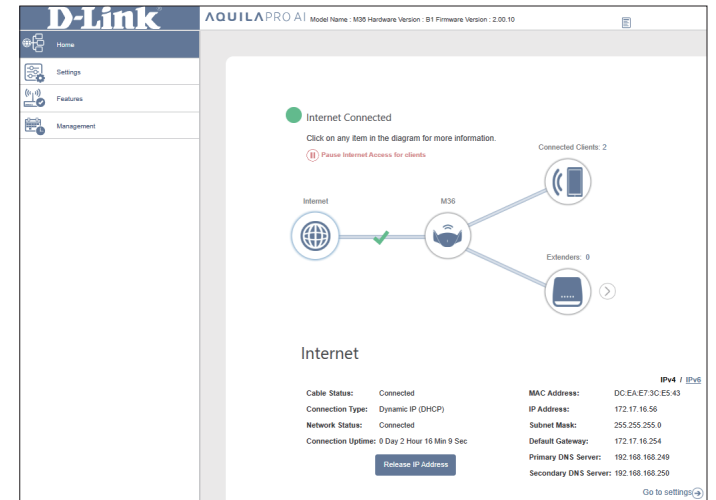 D-Link
AQUILA PRO AI Model Name : M36 Hardware Version : B1 Firmware Version : 2.00.10
Home
Settings
Features
Management
Internet Connected
Click on any item in the diagram for more information.
Pause Internet Access for clients
Connected Clients: 2
Internet
M36
Extenders: 0
Internet
IPv4 / IPv6
Cable Status: Connected
Connection Type: Dynamic IP (DHCP)
Network Status: Connected
Connection Uptime: 0 Day 2 Hour 16 Min 9 Sec
Release IP Address
MAC Address: DC:EA:E7:3C:E5:43
IP Address: 172.17.16.56
Subnet Mask: 255.255.255.0
Default Gateway: 172.17.16.254
Primary DNS Server: 192.168.168.249
Secondary DNS Server: 192.168.168.250
Go to settings